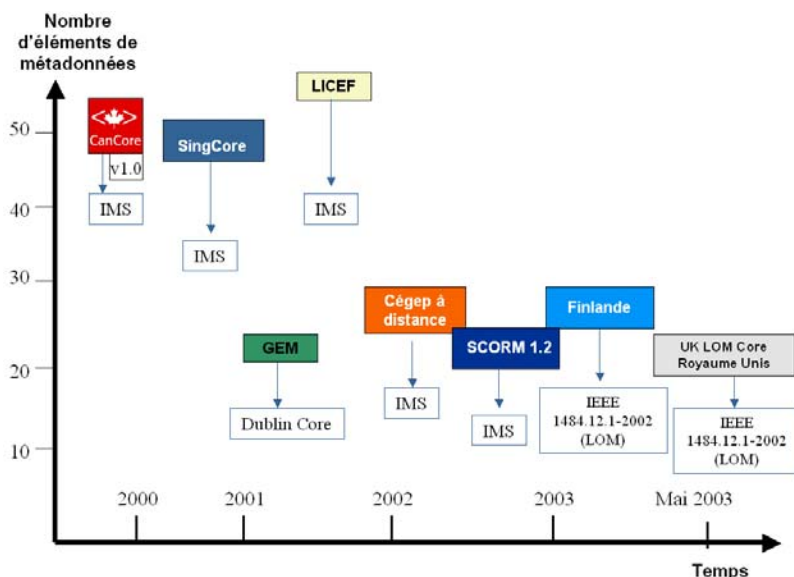 Nombre
d'éléments de
métadonnées
50
40
30
20
10
<> CanCore
v1.0
IMS
SingCore
IMS
LICEF
IMS
GEM
Dublin Core
Cégep à
distance
IMS
SCORM 1.2
IMS
Finlande
IEEE
1484.12.1-2002
(LOM)
UK LOM Core
Royaume Unis
IEEE
1484.12.1-2002
(LOM)
2000
2001
2002
2003
Mai 2003
Temps